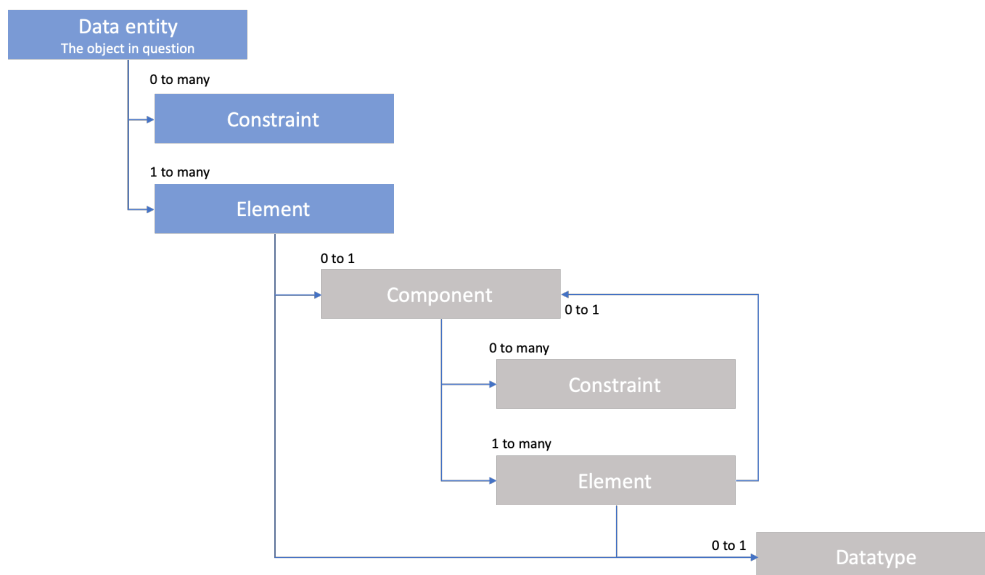 Data entity
The object in question
0 to many
Constraint
1 to many
Element
0 to 1
Component
0 to 1
0 to many
Constraint
1 to many
Element
0 to 1
Datatype